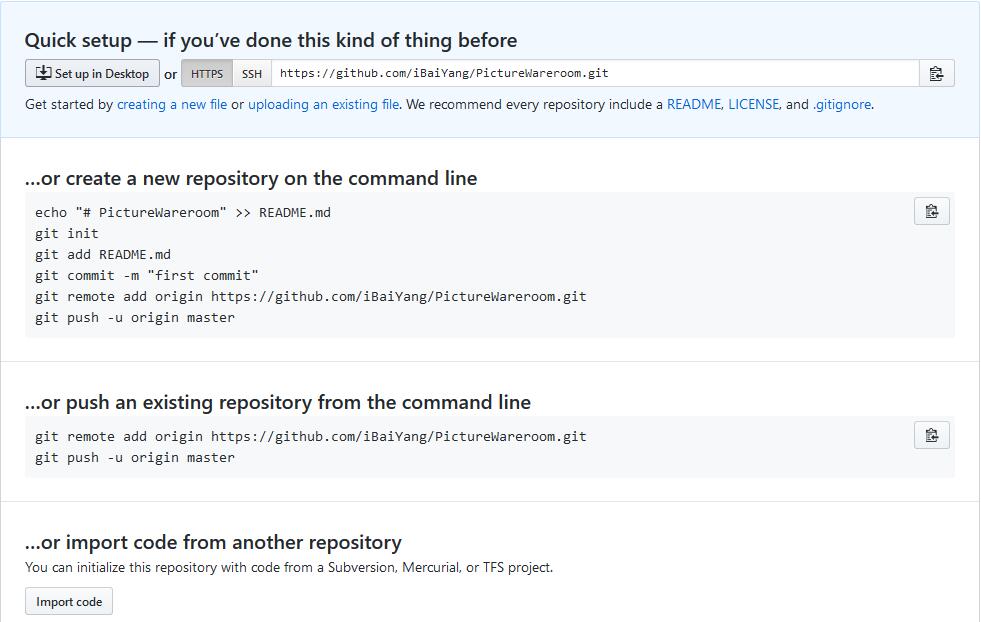 Quick setup — if you've done this kind of thing before
Set up in Desktop or HTTPS SSH https://github.com/iBaiYang/PictureWareroom.git
Get started by creating a new file or uploading an existing file. We recommend every repository include a README, LICENSE, and .gitignore.
…or create a new repository on the command line
echo "# PictureWareroom" >> README.md
git init
git add README.md
git commit -m "first commit"
git remote add origin https://github.com/iBaiYang/PictureWareroom.git
git push -u origin master
…or push an existing repository from the command line
git remote add origin https://github.com/iBaiYang/PictureWareroom.git
git push -u origin master
…or import code from another repository
You can initialize this repository with code from a Subversion, Mercurial, or TFS project.
Import code